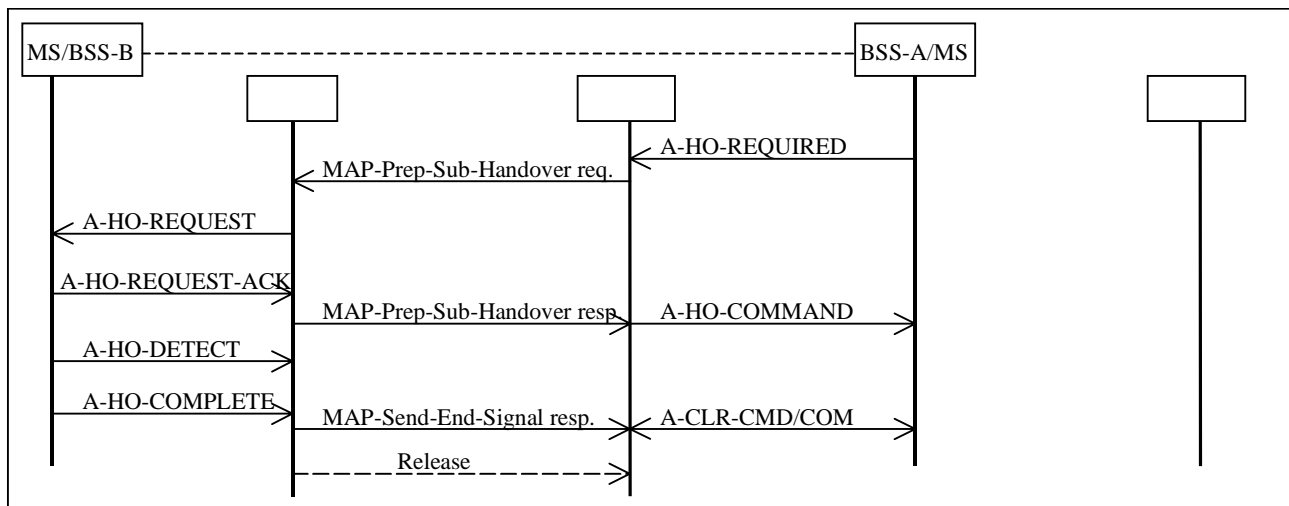 MS/BSS-B
BSS-A/MS
A-HO-REQUIRED
MAP-Prep-Sub-Handover req.
A-HO-REQUEST
A-HO-REQUEST-ACK
MAP-Prep-Sub-Handover resp.
A-HO-COMMAND
A-HO-DETECT
A-HO-COMPLETE
MAP-Send-End-Signal resp.
A-CLR-CMD/COM
Release